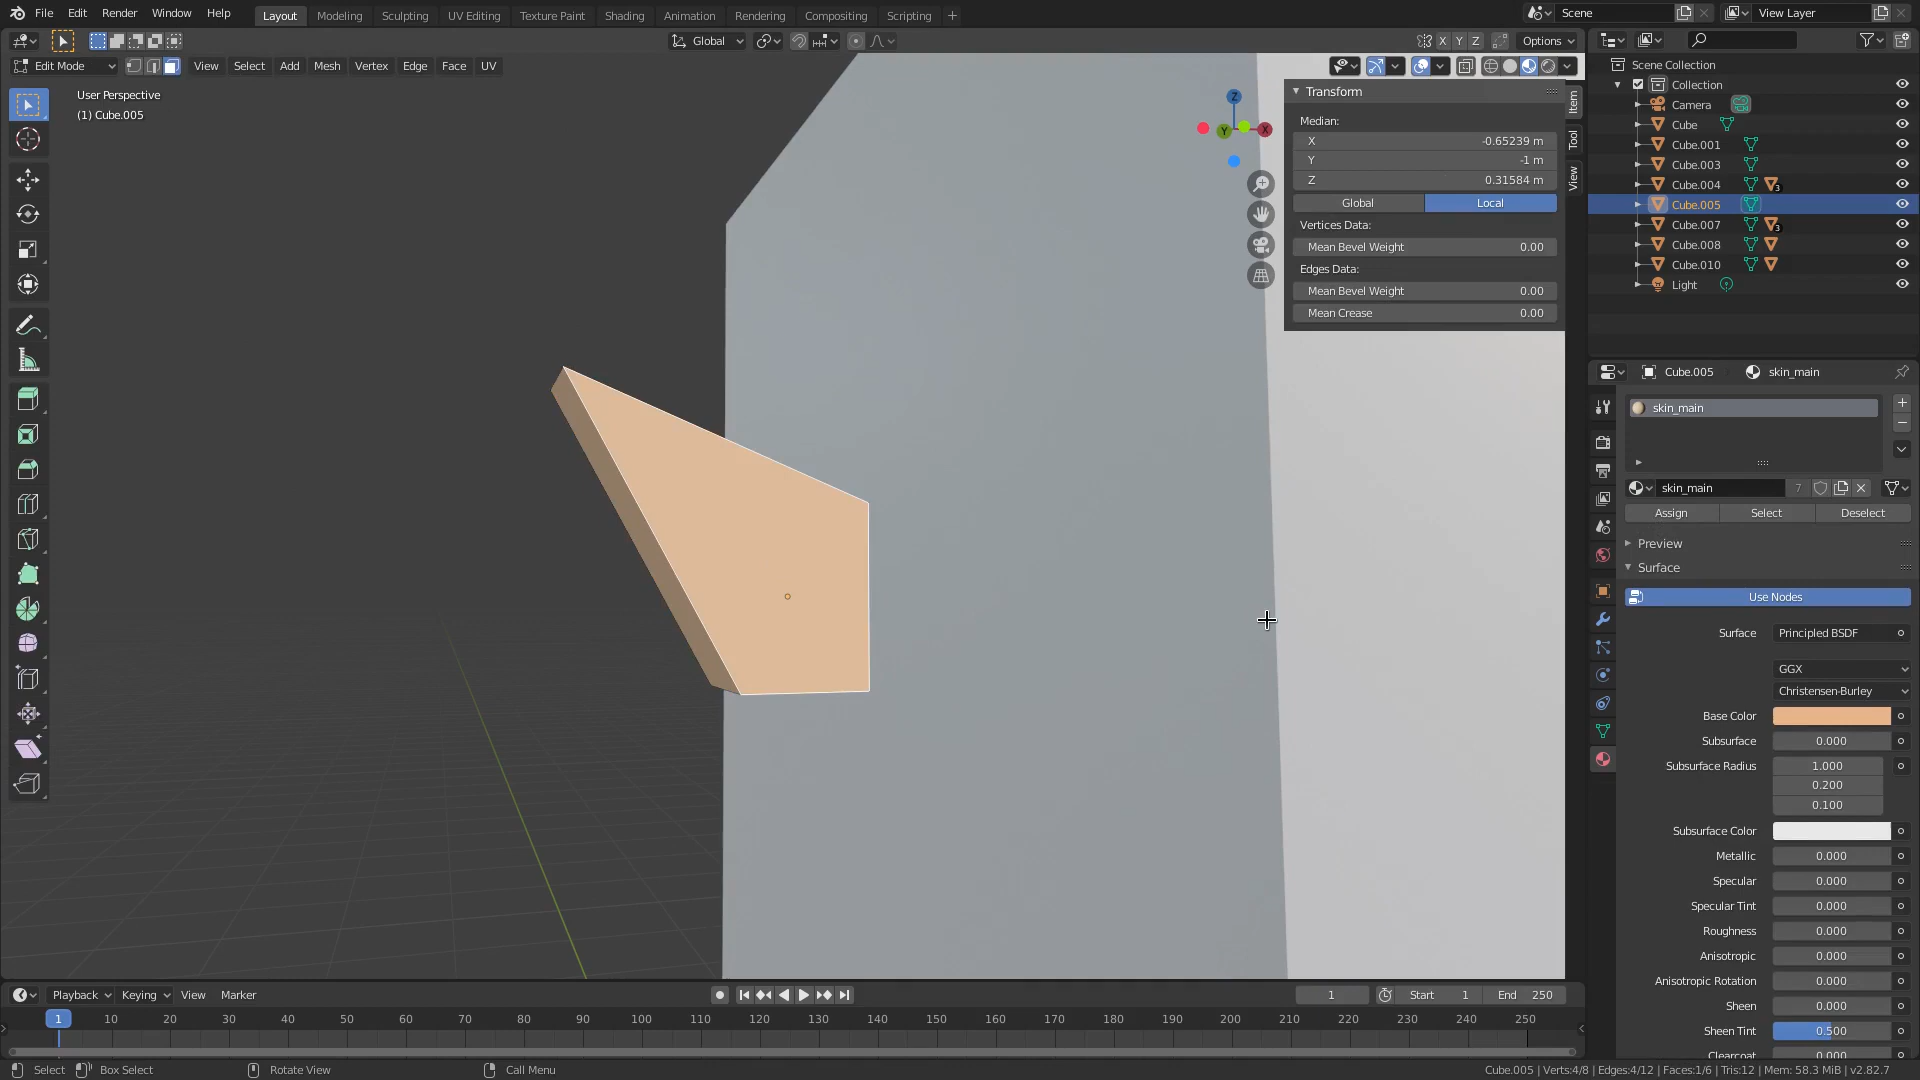 File Edit Render Window Help Layout Modeling Sculpting UV Editing Texture Paint Shading Animation Rendering Compositing Scripting + Scene View Layer
Global X Y Z Options
Edit Mode View Select Add Mesh Vertex Edge Face UV
User Perspective
(1) Cube.005
Z
Y
X
Transform
Median:
X -0.65239 m
Y -1 m
Z 0.31584 m
Global Local
Vertices Data:
Mean Bevel Weight 0.00
Edges Data:
Mean Bevel Weight 0.00
Mean Crease 0.00
Item
Tool
View
Scene Collection
Collection
Camera
Cube
Cube.001
Cube.003
Cube.004 3
Cube.005
Cube.007 3
Cube.008
Cube.010
Light
Cube.005 skin_main
skin_main
skin_main 7
Assign Select Deselect
Preview
Surface
Use Nodes
Surface Principled BSDF
GGX
Christensen-Burley
Base Color
Subsurface 0.000
Subsurface Radius 1.000
0.200
0.100
Subsurface Color
Metallic 0.000
Specular 0.000
Specular Tint 0.000
Roughness 0.000
Anisotropic 0.000
Anisotropic Rotation 0.000
Sheen 0.000
Sheen Tint 0.500
Clearcoat 0.000
Playback Keying View Marker 1 Start 1 End 250
1 10 20 30 40 50 60 70 80 90 100 110 120 130 140 150 160 170 180 190 200 210 220 230 240 250
Select Box Select Rotate View Call Menu Cube.005 | Verts:4/8 | Edges:4/12 | Faces:1/6 | Tris:12 | Mem: 58.3 MiB | v2.82.7